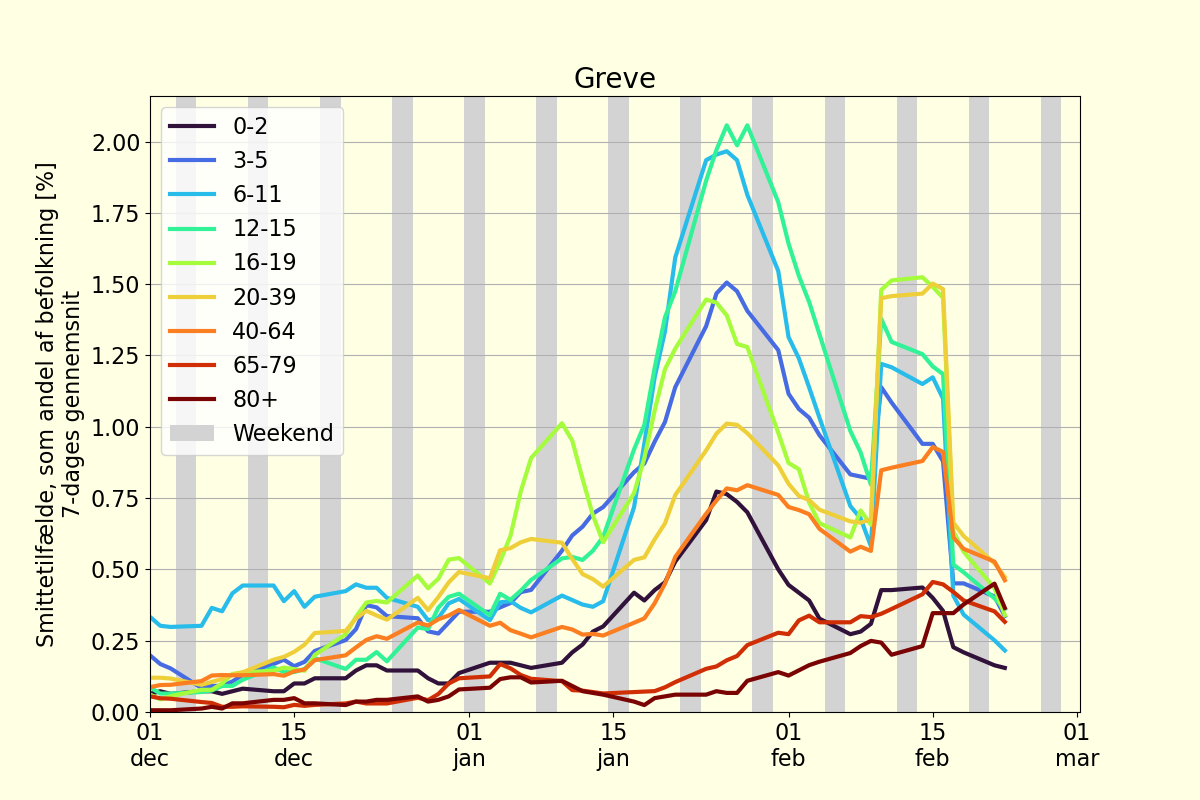 Greve
Smittetilfælde, som andel af befolkning [%]
7-dages gennemsnit
2.00
1.75
1.50
1.25
1.00
0.75
0.50
0.25
0.00
0-2
3-5
6-11
12-15
16-19
20-39
40-64
65-79
80+
Weekend
01
dec
15
dec
01
jan
15
jan
01
feb
15
feb
01
mar